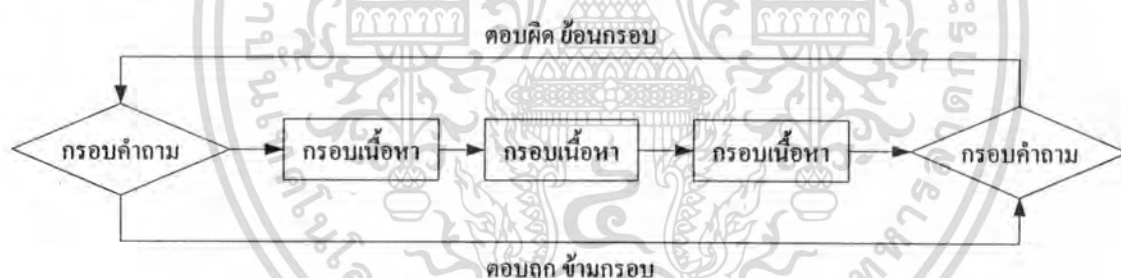 ตอบผิด ย้อนกรอบ
กรอบคำถาม กรอบเนื้อหา กรอบเนื้อหา กรอบเนื้อหา กรอบคำถาม
ตอบถูก ข้ามกรอบ